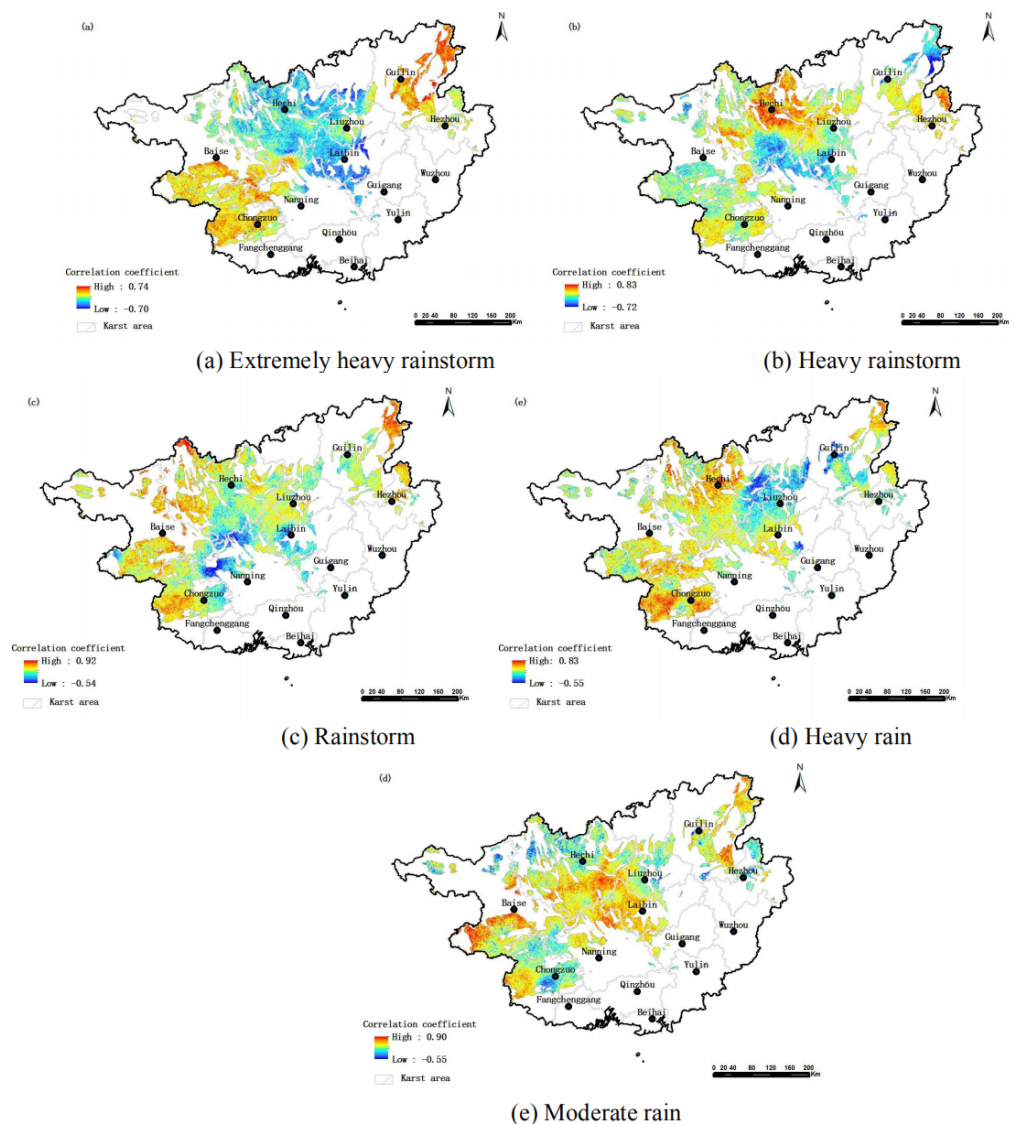 (a)
N
Guilin
Hechi
Liuzhou
Hezhou
Baise
Laibin
Wuzhou
Guigang
Nanning
Yulin
Chongzuo
Qinzhou
Fangchenggang
Beihai
Correlation coefficient
High : 0.74
Low : -0.70
Karst area
0 20 40 80 120 160 200
Km
(a) Extremely heavy rainstorm
(b)
N
Guilin
Hechi
Liuzhou
Hezhou
Baise
Laibin
Wuzhou
Guigang
Nanning
Yulin
Chongzuo
Qinzhou
Fangchenggang
Beihai
Correlation coefficient
High : 0.83
Low : -0.72
Karst area
0 20 40 80 120 160 200
Km
(b) Heavy rainstorm
(c)
N
Guilin
Hechi
Liuzhou
Hezhou
Baise
Laibin
Wuzhou
Guigang
Nanning
Yulin
Chongzuo
Qinzhou
Fangchenggang
Beihai
Correlation coefficient
High : 0.92
Low : -0.54
Karst area
0 20 40 80 120 160 200
Km
(c) Rainstorm
(e)
N
Guilin
Hechi
Liuzhou
Hezhou
Baise
Laibin
Wuzhou
Guigang
Nanning
Yulin
Chongzuo
Qinzhou
Fangchenggang
Beihai
Correlation coefficient
High: 0.83
Low : -0.55
Karst area
0 20 40 80 120 160 200
Km
(d) Heavy rain
(d)
N
Guilin
Hechi
Liuzhou
Hezhou
Baise
Laibin
Wuzhou
Guigang
Nanning
Yulin
Chongzuo
Qinzhou
Fangchenggang
Beihai
Correlation coefficient
High : 0.90
Low : -0.55
Karst area
0 20 40 80 120 160 200
Km
(e) Moderate rain